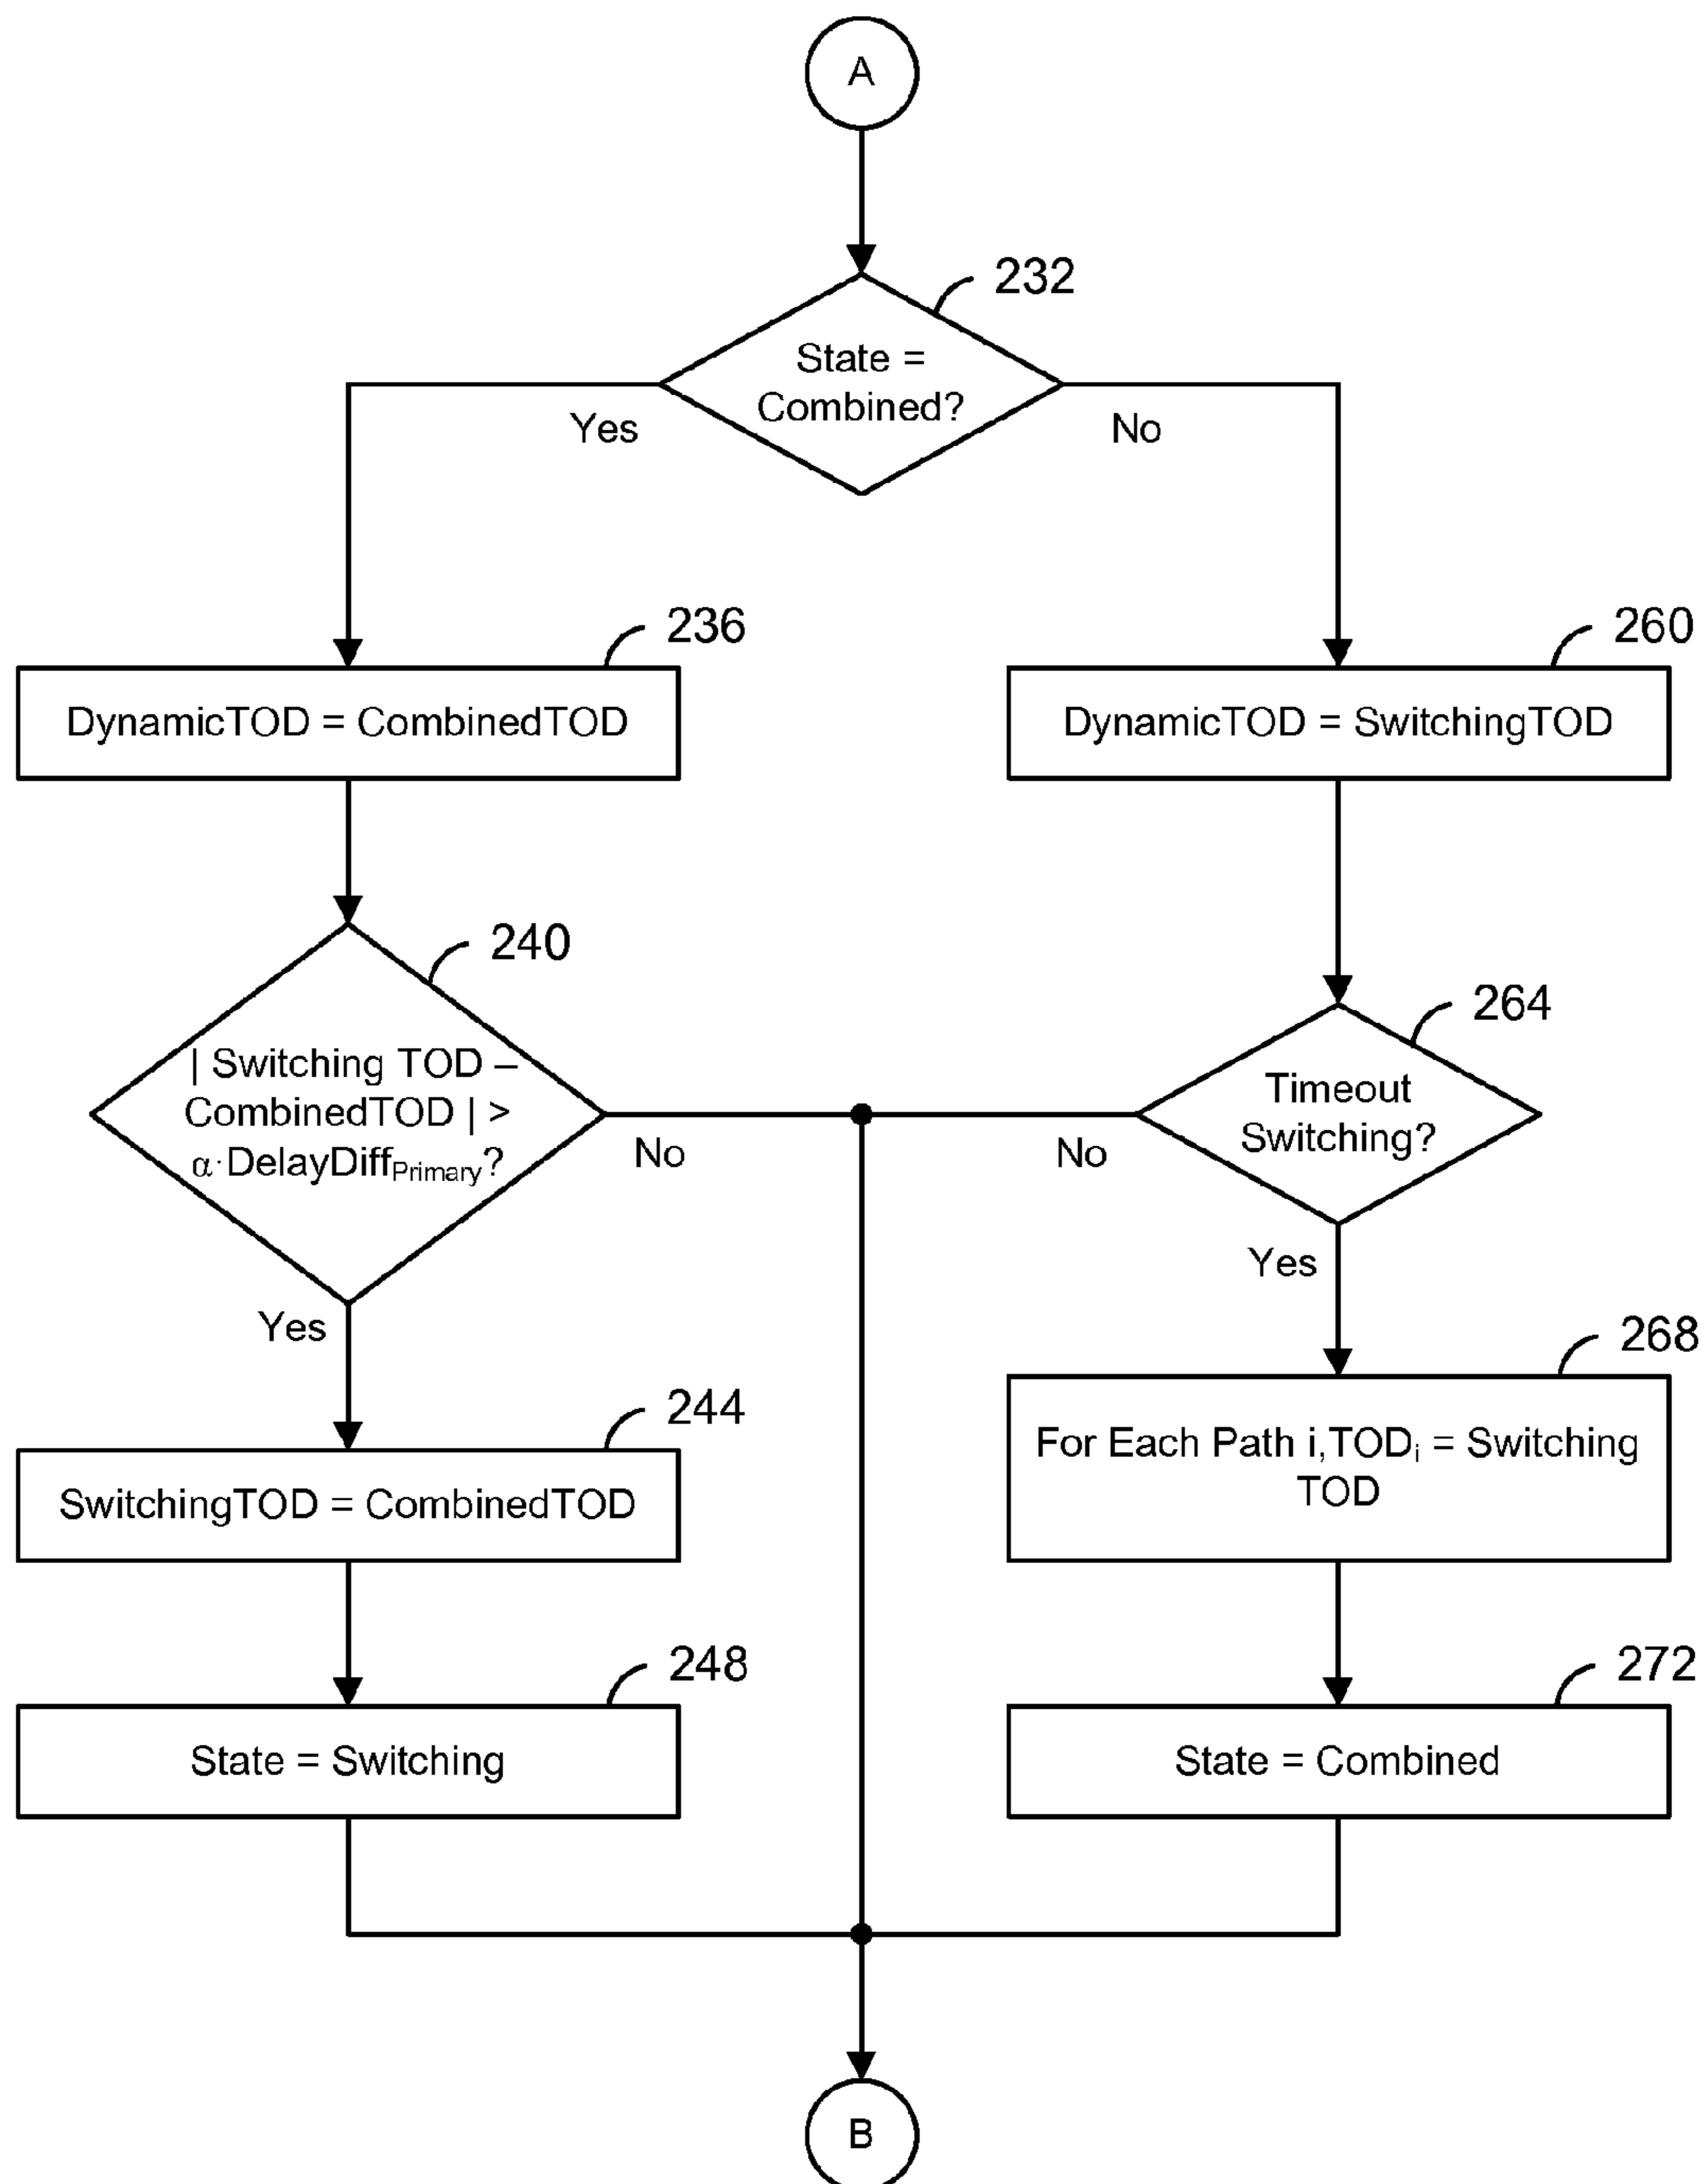 A
232
State =
Combined?
Yes
No
236
260
DynamicTOD = CombinedTOD
DynamicTOD = SwitchingTOD
240
264
| Switching TOD –
CombinedTOD | >
α·DelayDiffPrimary?
Timeout
Switching?
No
No
Yes
Yes
268
244
For Each Path i,TODi = Switching
TOD
SwitchingTOD = CombinedTOD
248
272
State = Switching
State = Combined
B